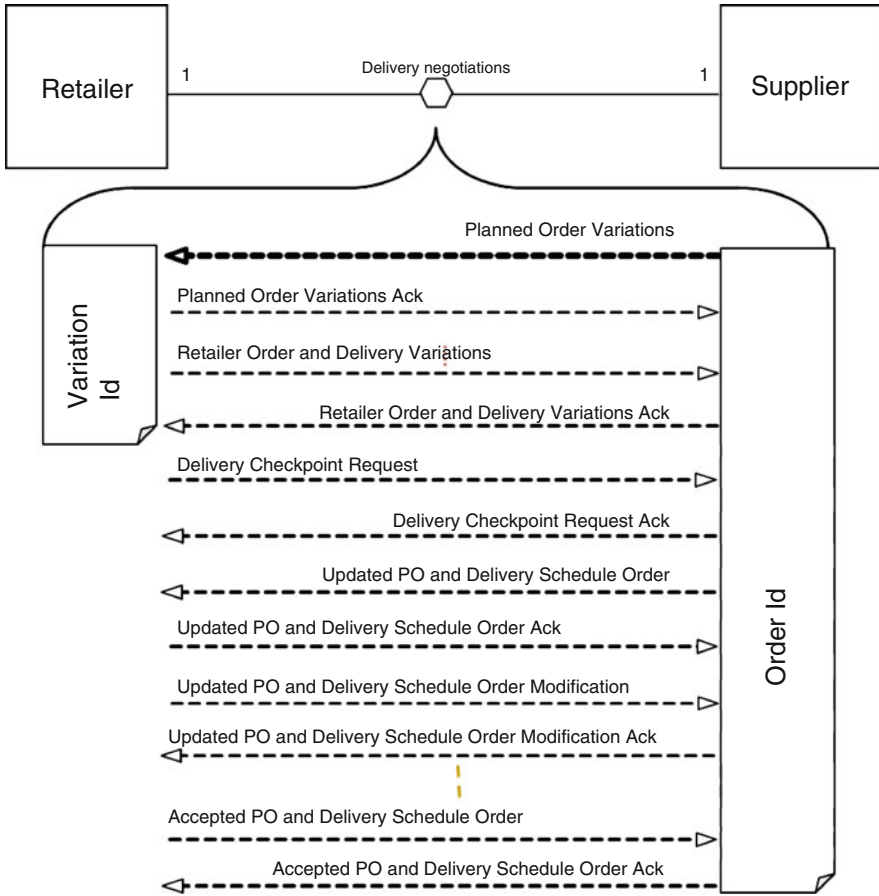 Retailer
1
Delivery negotiations
1
Supplier
Planned Order Variations
Variation
Id
Planned Order Variations Ack
Retailer Order and Delivery Variations
Retailer Order and Delivery Variations Ack
Delivery Checkpoint Request
Delivery Checkpoint Request Ack
Updated PO and Delivery Schedule Order
Updated PO and Delivery Schedule Order Ack
Updated PO and Delivery Schedule Order Modification
Updated PO and Delivery Schedule Order Modification Ack
Accepted PO and Delivery Schedule Order
Accepted PO and Delivery Schedule Order Ack
Order Id